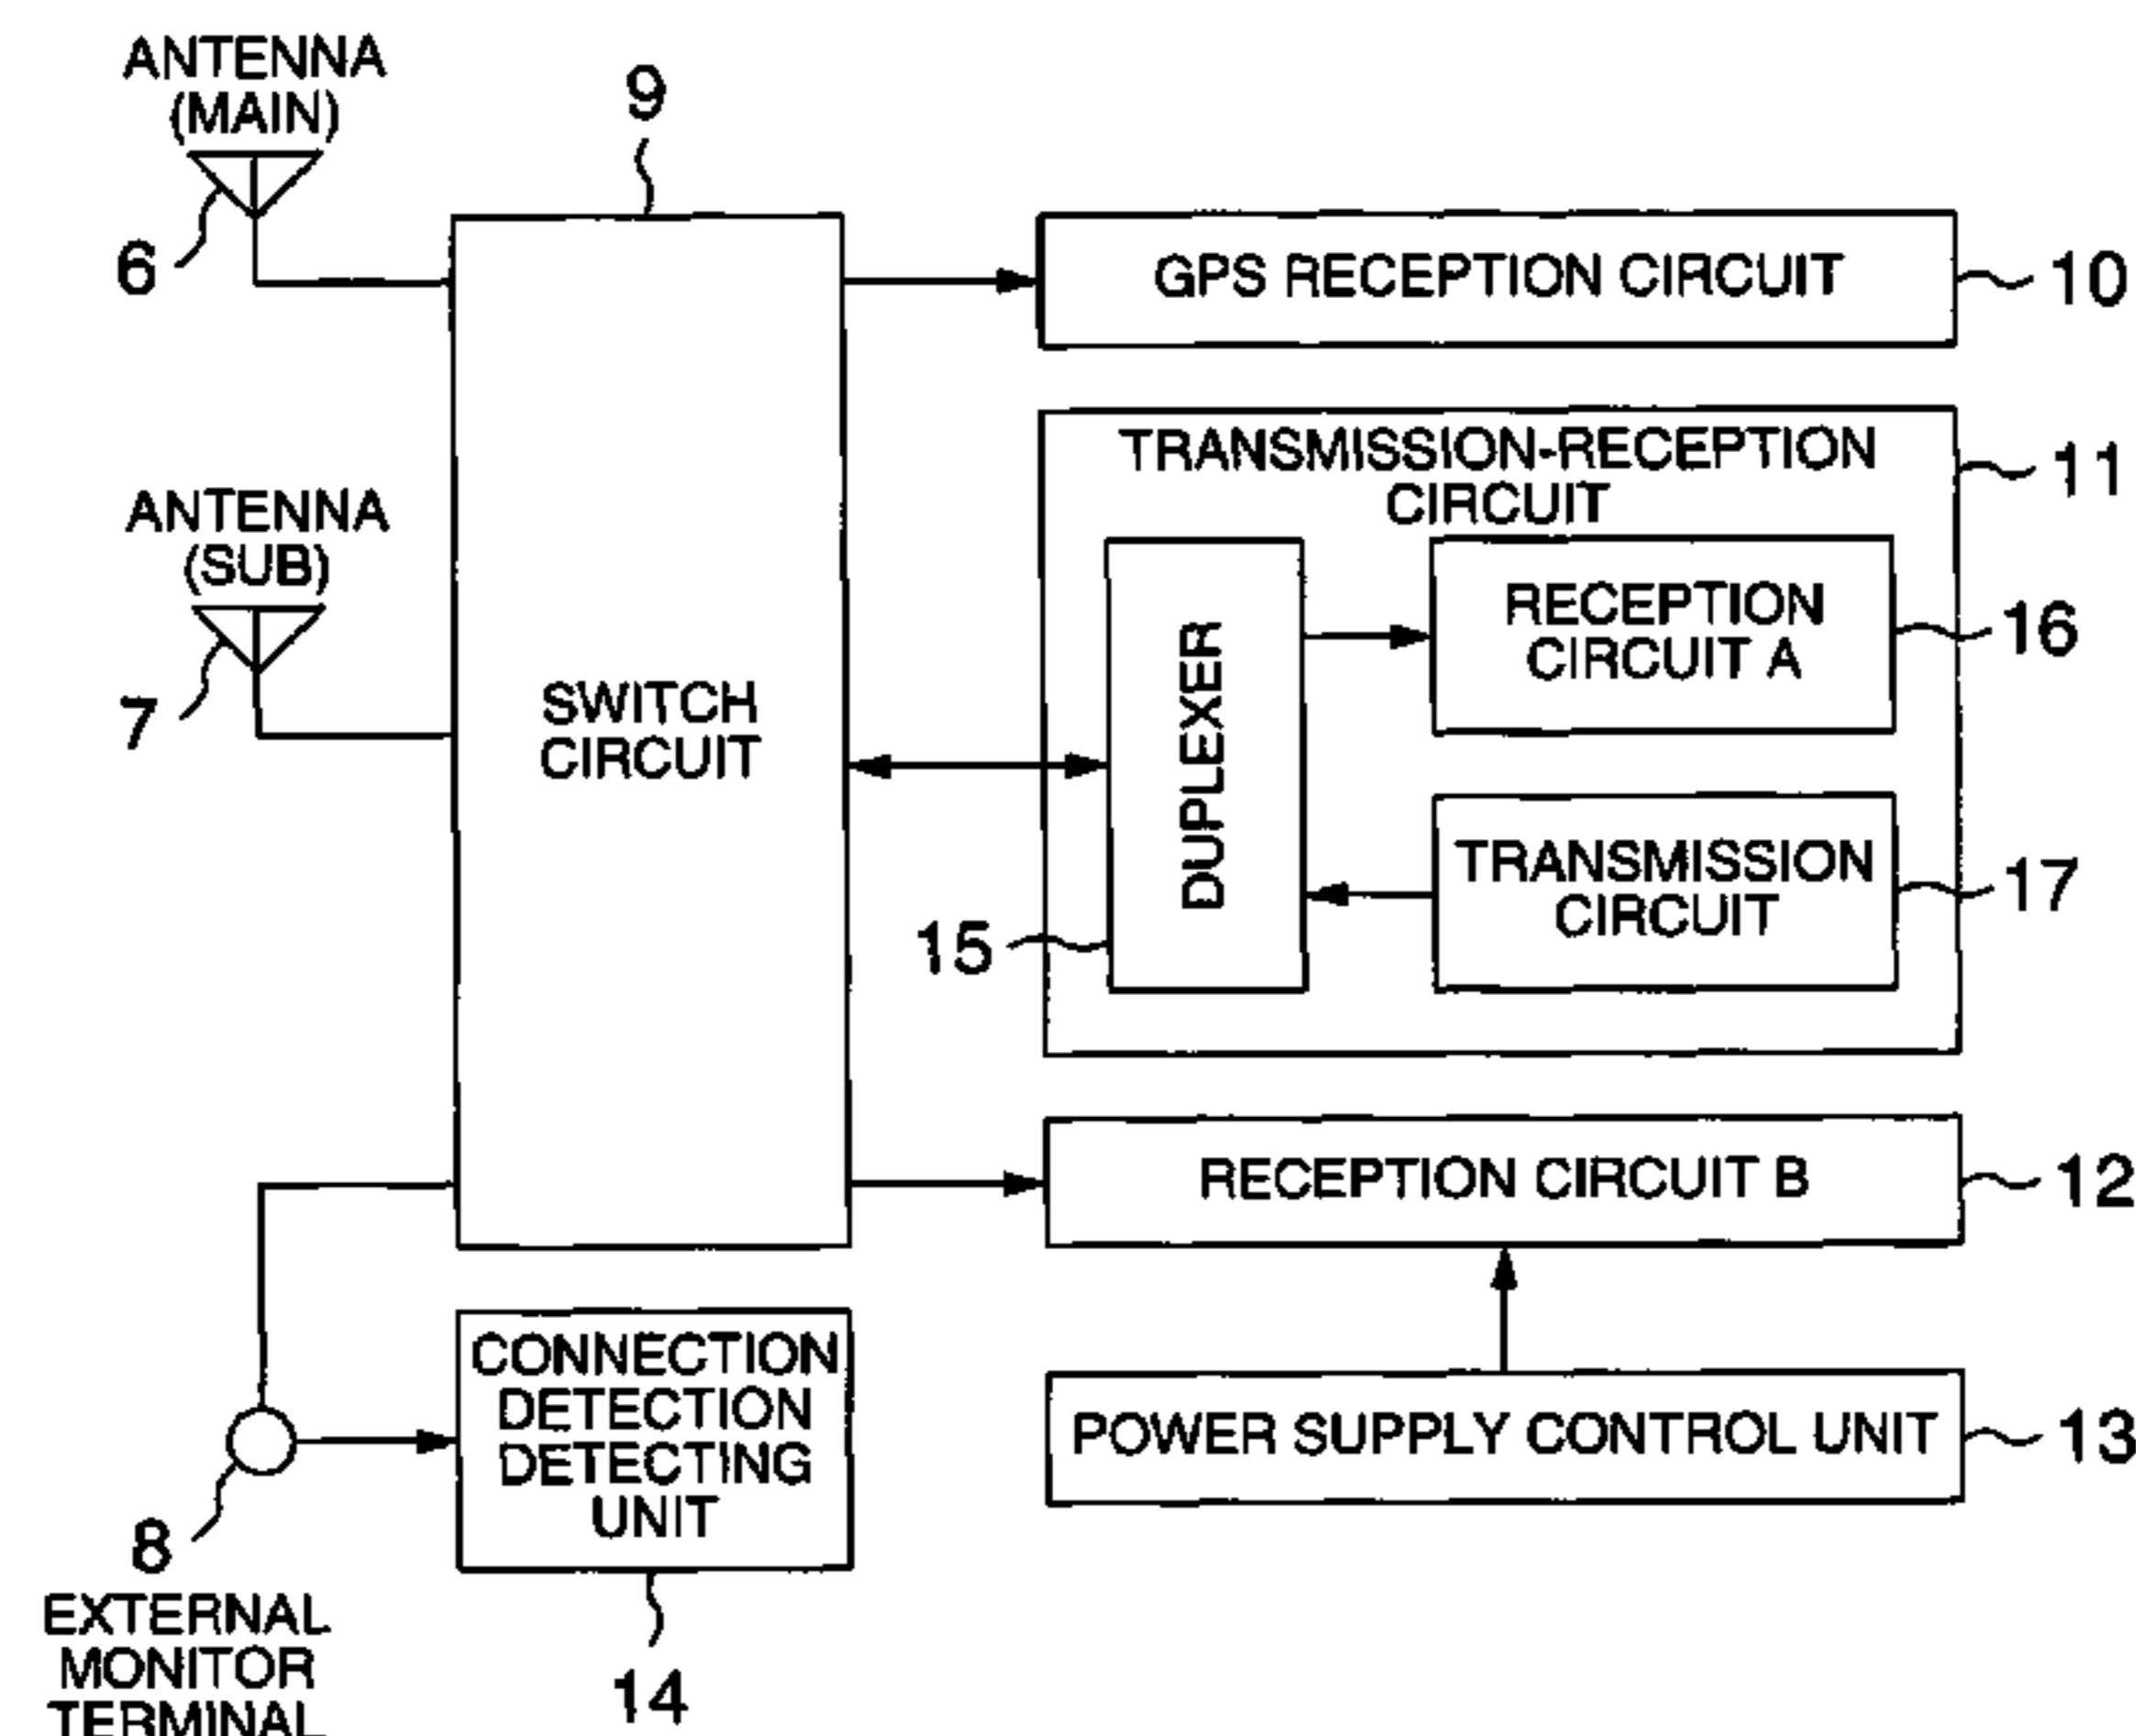 ANTENNA
(MAIN)
6
9
GPS RECEPTION CIRCUIT
10
TRANSMISSION-RECEPTION
CIRCUIT
11
ANTENNA
(SUB)
7
SWITCH
CIRCUIT
DUPLEXER
15
RECEPTION
CIRCUIT A
16
TRANSMISSION
CIRCUIT
17
RECEPTION CIRCUIT B
12
POWER SUPPLY CONTROL UNIT
13
CONNECTION
DETECTION
DETECTING
UNIT
14
8
EXTERNAL
MONITOR
TERMINAL